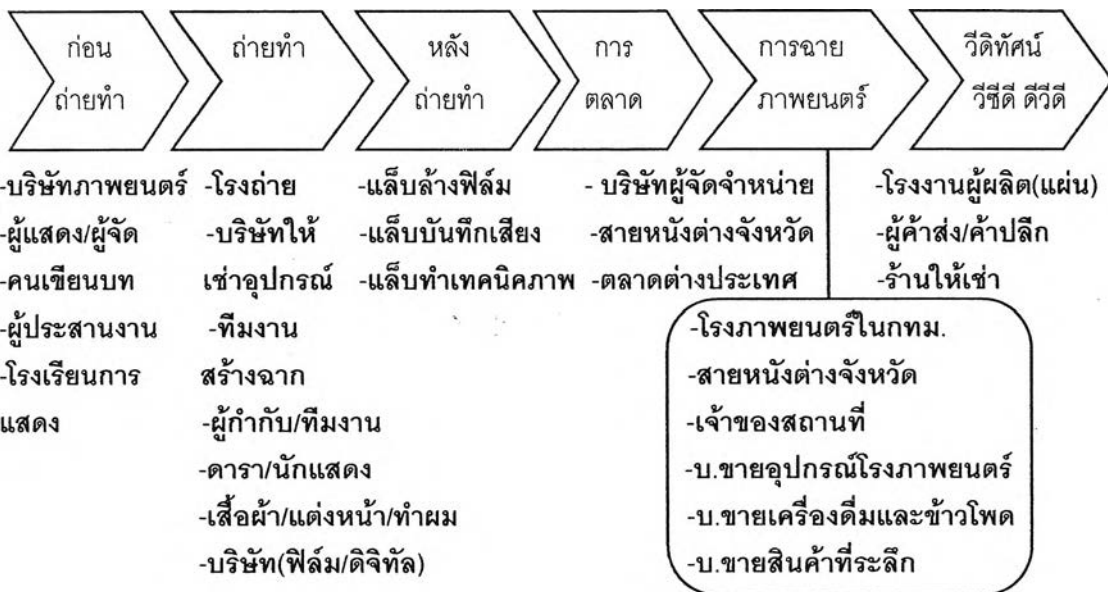 ก่อน
ถ่ายทำ
ถ่ายทำ
หลัง
ถ่ายทำ
การ
ตลาด
การฉาย
ภาพยนตร์
วีดิทัศน์
วีซีดี ดีวีดี
-บริษัทภาพยนตร์
-ผู้แสดง/ผู้จัด
-คนเขียนบท
-ผู้ประสานงาน
-โรงเรียนการ
แสดง
-โรงถ่าย
-บริษัทให้
เช่าอุปกรณ์
-ทีมงาน
สร้างฉาก
-ผู้กำกับ/ทีมงาน
-ดารา/นักแสดง
-เสื้อผ้า/แต่งหน้า/ทำผม
-บริษัท(ฟิล์ม/ดิจิทัล)
-แล็บล้างฟิล์ม
-แล็บบันทึกเสียง
-แล็บทำเทคนิคภาพ
- บริษัทผู้จัดจำหน่าย
-สายหนังต่างจังหวัด
-ตลาดต่างประเทศ
-โรงภาพยนตร์ในกทม.
-สายหนังต่างจังหวัด
-เจ้าของสถานที่
-บ.ขายอุปกรณ์โรงภาพยนตร์
-บ.ขายเครื่องดื่มและข้าวโพด
-บ.ขายสินค้าที่ระลึก
-โรงงานผู้ผลิต(แผ่น)
-ผู้ค้าส่ง/ค้าปลีก
-ร้านให้เช่า